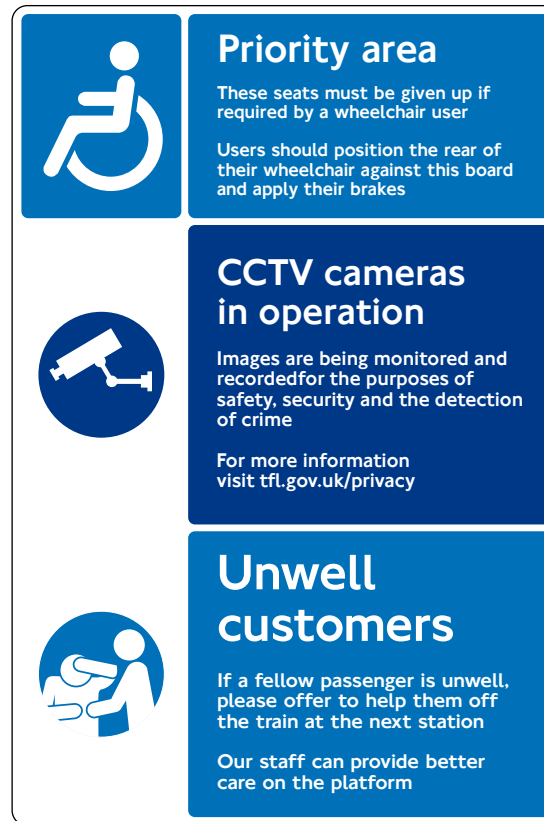 Priority area
These seats must be given up if
required by a wheelchair user
Users should position the rear of
their wheelchair against this board
and apply their brakes
CCTV cameras
in operation
Images are being monitored and
recordedfor the purposes of
safety, security and the detection
of crime
For more information
visit tfl.gov.uk/privacy
Unwell
customers
If a fellow passenger is unwell,
please offer to help them off
the train at the next station
Our staff can provide better
care on the platform